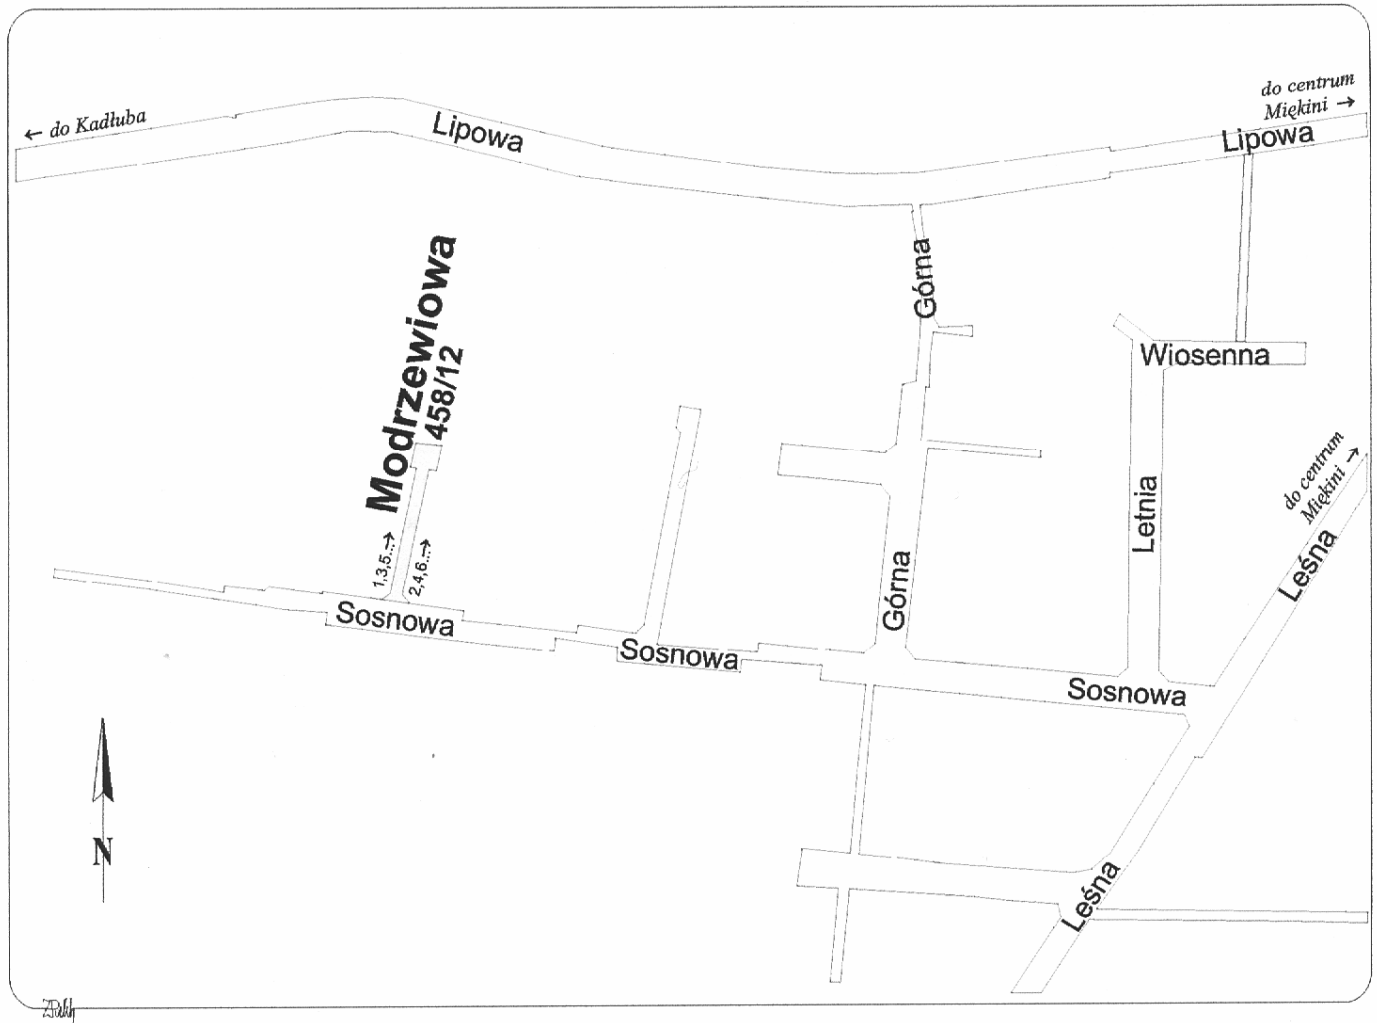 do centrum
Miękini →
← do Kadłuba
Lipowa
Lipowa
Górna
Modrzewiowa
458/12
Wiosenna
do centrum
Miękini →
Letnia
Leśna
1,3,5...→
2,4,6...→
Górna
Sosnowa
Sosnowa
Sosnowa
N
Leśna